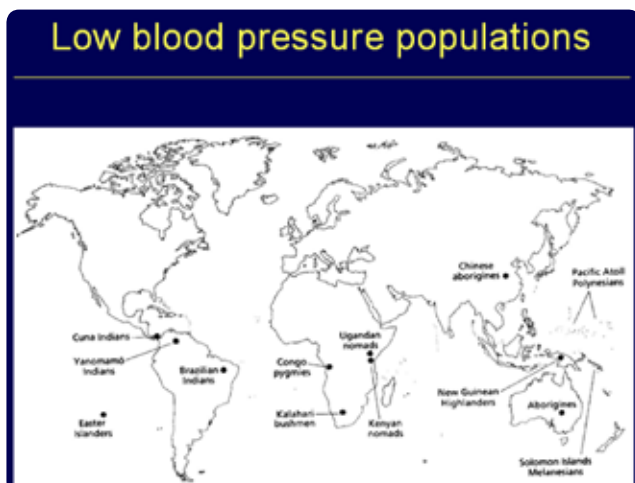 Low blood pressure populations
Chinese
aborigines
Pacific Atoll
Polynesians
Cuna Indians
Yanomamö
Indians
Brazilian
Indians
Congo
pygmies
Ugandan
nomads
New Guinean
Highlanders
Aborigines
Easter
Islanders
Kalahari
bushmen
Kenyan
nomads
Solomon Islands
Melanesians